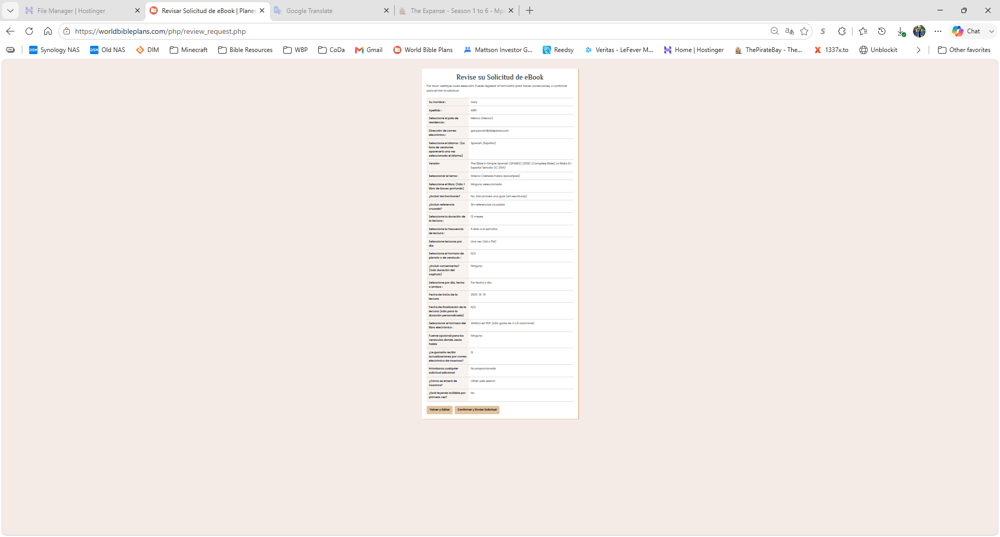 File Manager | Hostinger
Revisar Solicitud de eBook | Planes
Google Translate
The Expanse - Season 1 to 6 - Mp4
https://worldbibleplans.com/php/review_request.php
Chat
Synology NAS
Old NAS
DIM
Minecraft
Bible Resources
WBP
CoDa
Gmail
World Bible Plans
Mattson Investor G...
Reedsy
Veritas - LeFever M...
Home | Hostinger
ThePirateBay - The...
1337x.to
Unblockit
Other favorites
Revise su Solicitud de eBook
Por favor verifique cada selección. Puede regresar al formulario para hacer correcciones, o confirmar
para enviar la solicitud.
Su nombre : Gary
Apellido : WBP
Seleccione el país de México (Mexico)
residencia :
Dirección de correo gary@worldbibleplans.com
electrónico :
Seleccione el idioma : (La Spanish (Español)
lista de versiones
aparecerá una vez
seleccionado el idioma)
Versión The Bible in Simple Spanish (SPABES) (2019) (Complete Bible) La Biblia En
Español Sencillo (IC 2541)
Seleccionar el tema : Directo (Génesis hasta Apocalipsis)
Seleccione el libro: (Sólo 1 Ninguno seleccionado
libro de buceo profundo)
¿Incluir las Escrituras? No. Solo provea una guía (sin escrituras)
¿Incluir referencia Sin referencias cruzadas
cruzada?
Seleccione la duración de 12 meses
la lectura :
Seleccione la frecuencia 5 días a la semana
de lectura :
Seleccione lecturas por Una vez (AM o PM)
día
Seleccione el formato de N/A
párrafo o de versículo :
¿Incluir comentarios? Ninguno
(Solo duración del
capítulo)
Seleccione por día, fecha Por fecha y día
o ambos :
Fecha de inicio de la 2026-01-01
lectura
Fecha de finalización de la N/A
lectura (sólo para la
duración personalizada)
Seleccionar el formato del Gráfico en PDF (sólo guías de 4 y 8 columnas)
libro electrónico :
Fuente opcional para los Ninguno
versículos donde Jesús
habla
¿Le gustaría recibir Sí
actualizaciones por correo
electrónico de nosotros?
Introduzca cualquier No proporcionado
solicitud adicional
¿Cómo se enteró de Other web search
nosotros?
¿Está leyendo la Biblia por No
primera vez?
Volver y Editar
Confirmar y Enviar Solicitud